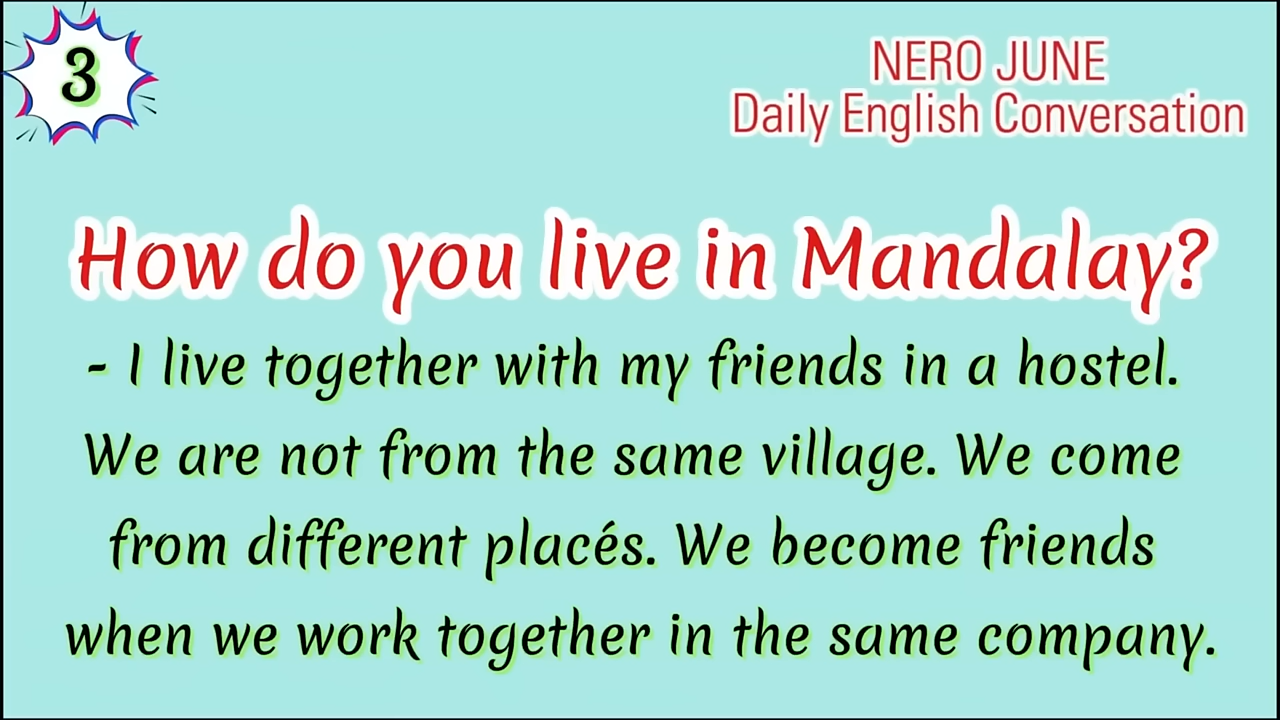 3
NERO JUNE
Daily English Conversation
How do you live in Mandalay?
- I live together with my friends in a hostel.
We are not from the same village. We come
from different placés. We become friends
when we work together in the same company.